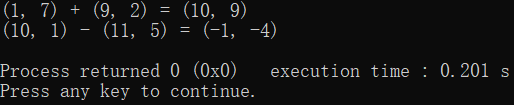 (1, 7) + (9, 2) = (10, 9)
(10, 1) - (11, 5) = (-1, -4)
Process returned 0 (0x0)   execution time : 0.201 s
Press any key to continue.